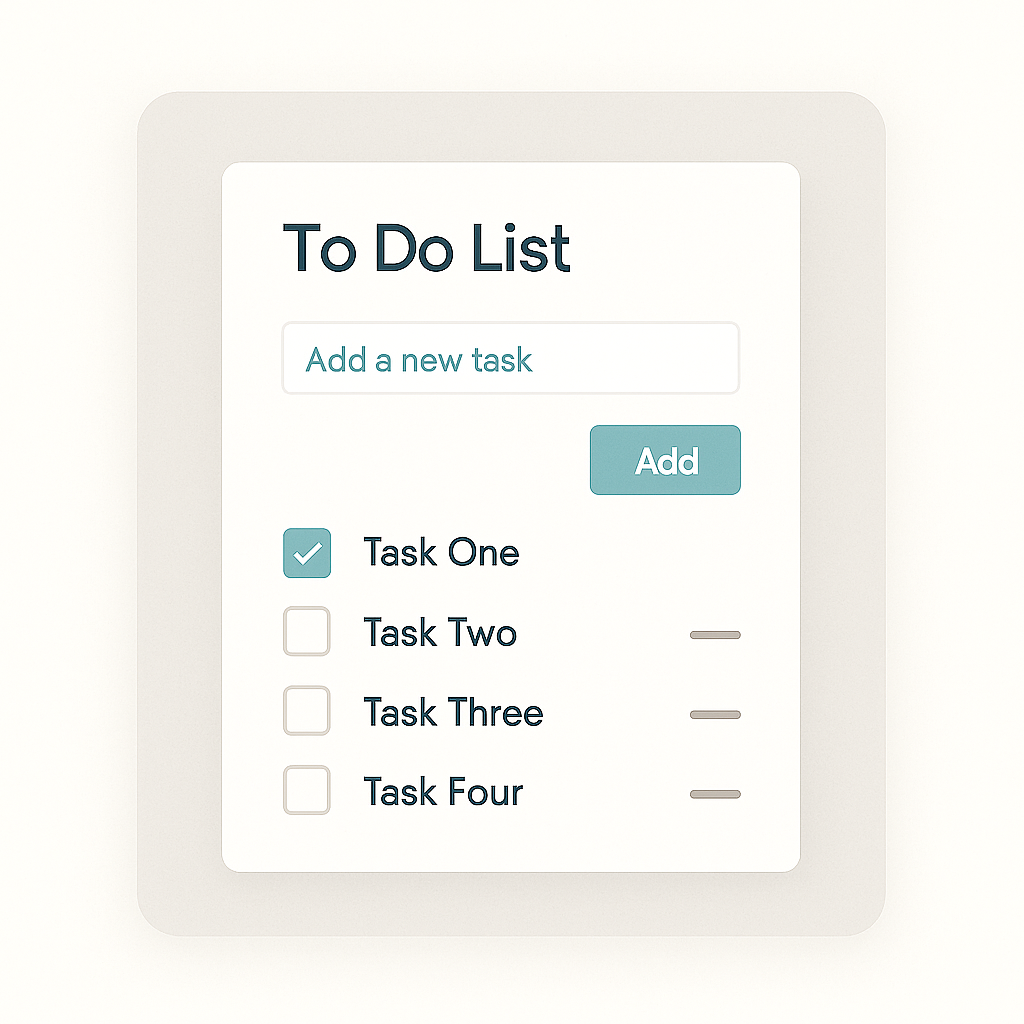 To Do List
Add a new task
Add
Task One
Task Two
Task Three
Task Four